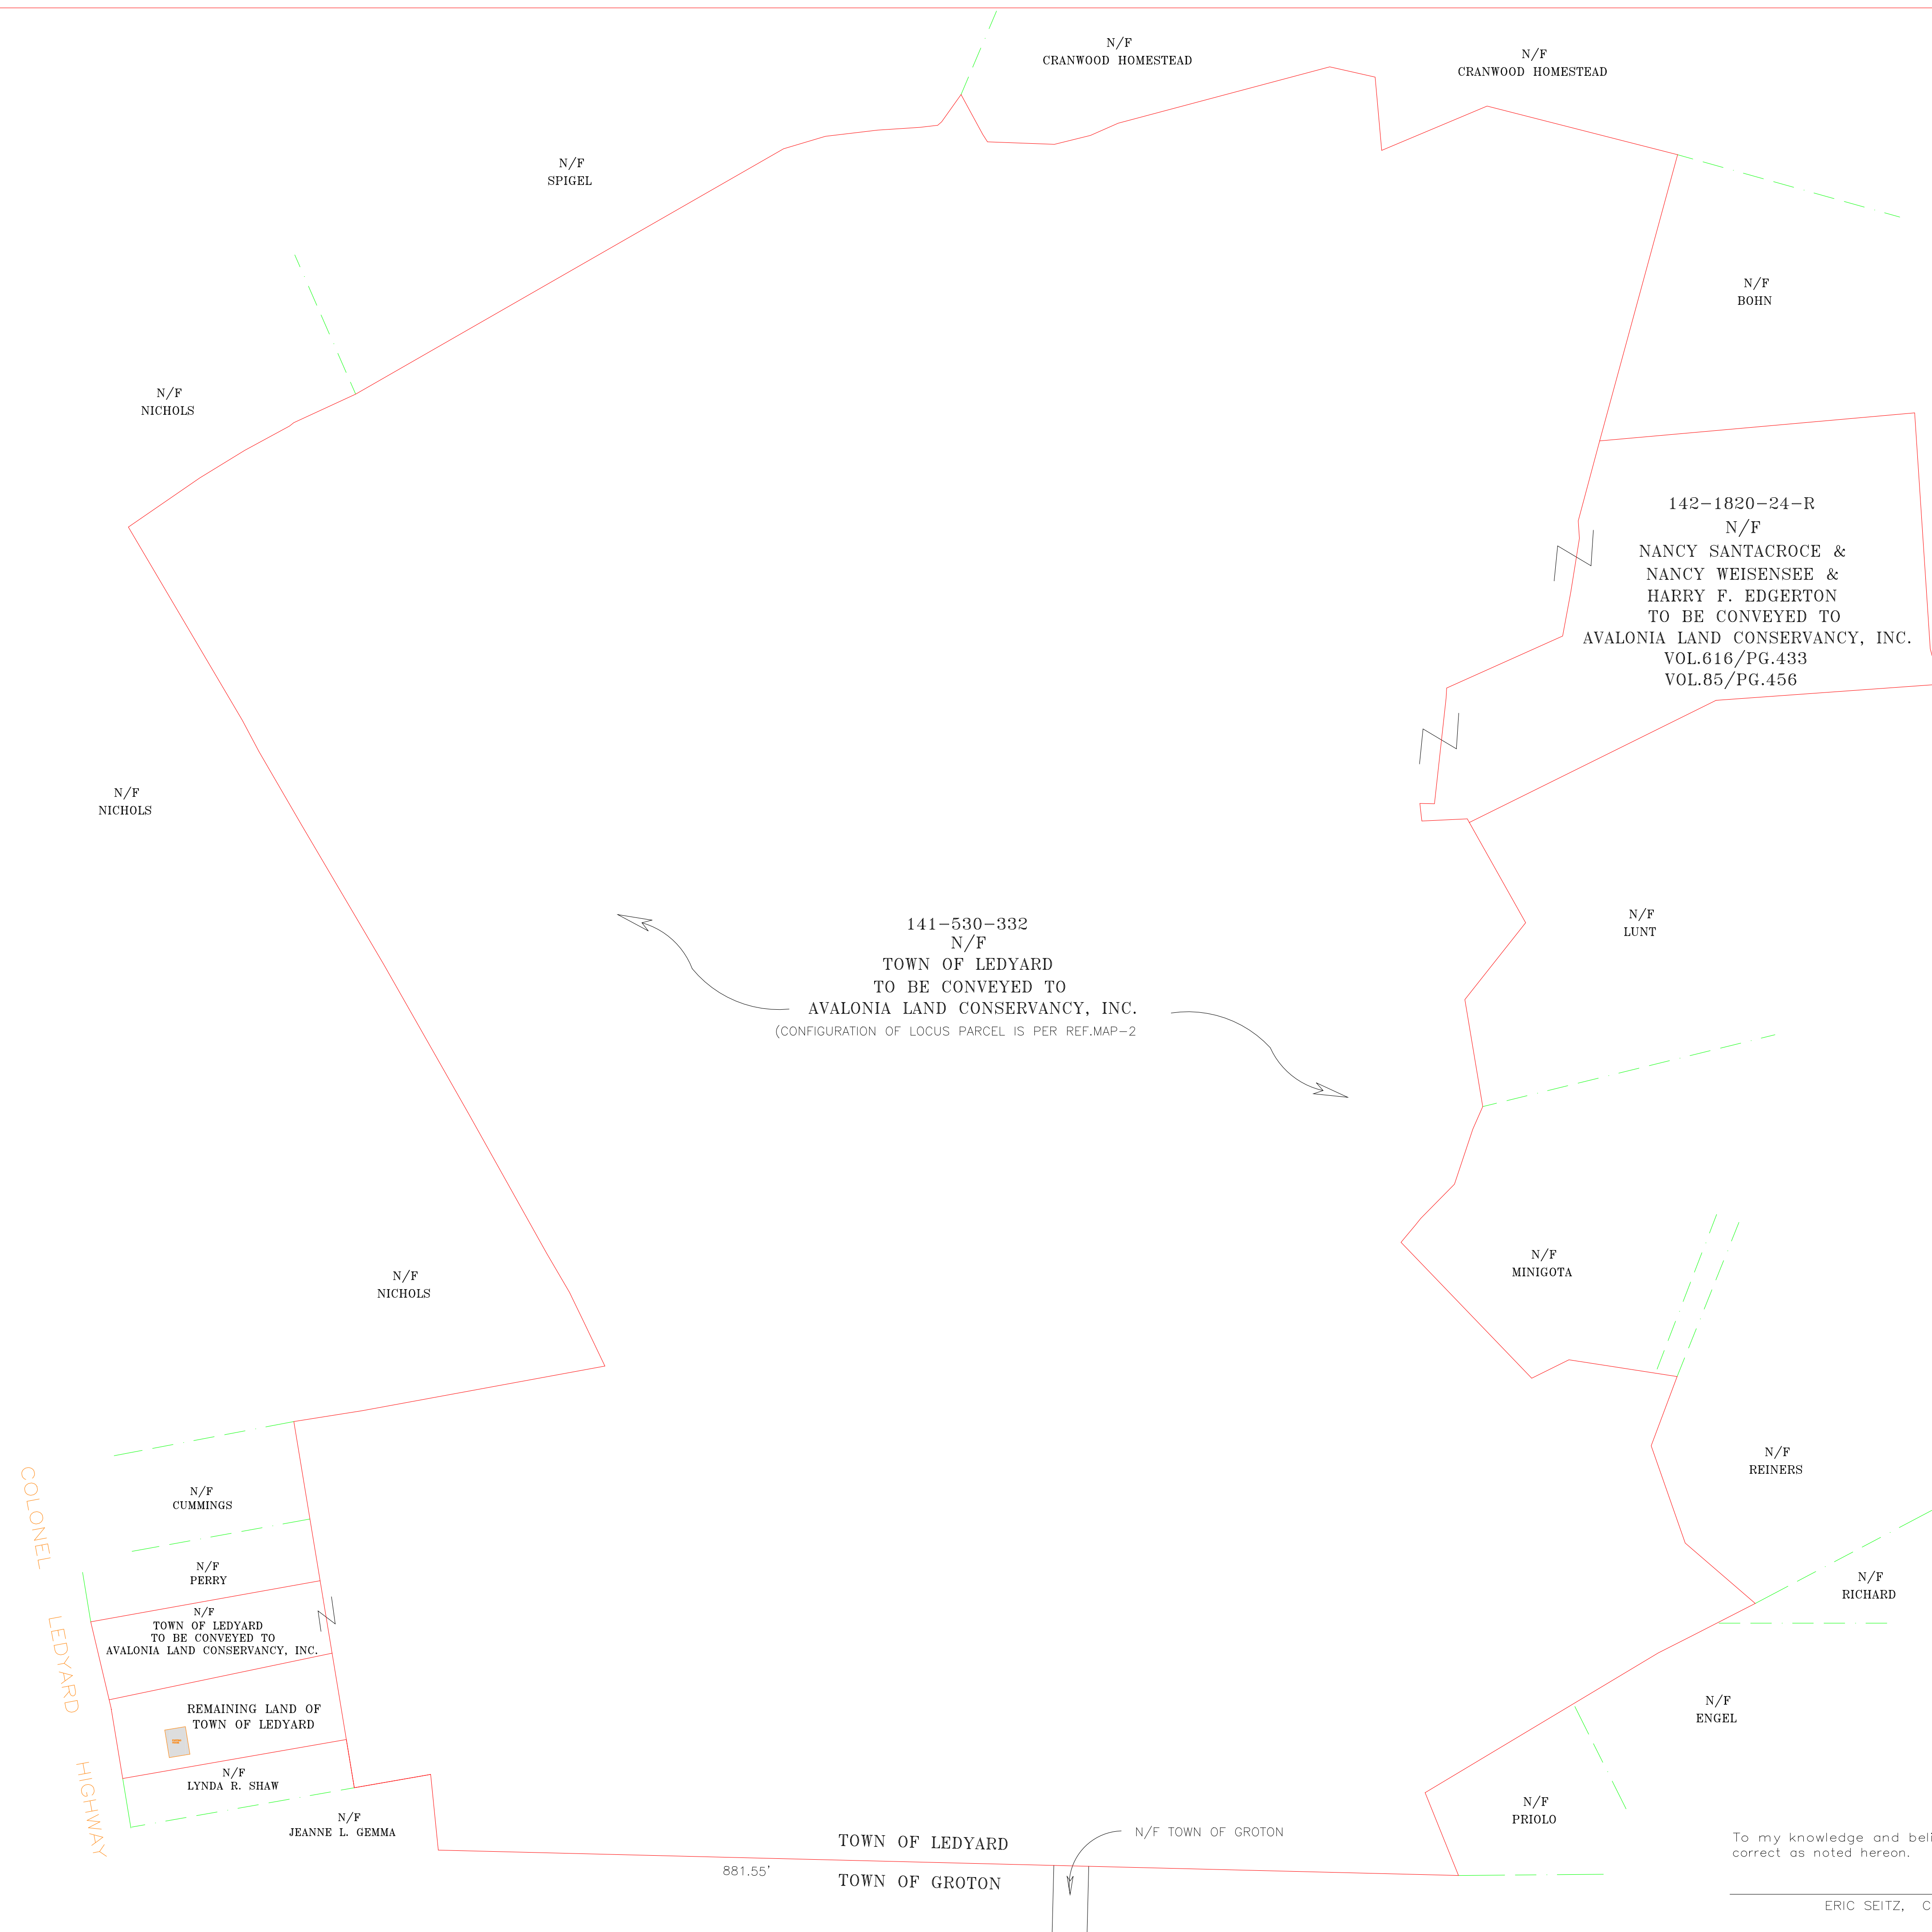 N/F
CRANWOOD HOMESTEAD
N/F
CRANWOOD HOMESTEAD
N/F
SPIGEL
N/F
BOHN
N/F
NICHOLS
142-1820-24-R
N/F
NANCY SANTACROCE &
NANCY WEISENSEE &
HARRY F. EDGERTON
TO BE CONVEYED TO
AVALONIA LAND CONSERVANCY, INC.
VOL.616/PG.433
VOL.85/PG.456
N/F
NICHOLS
141-530-332
N/F
TOWN OF LEDYARD
TO BE CONVEYED TO
AVALONIA LAND CONSERVANCY, INC.
(CONFIGURATION OF LOCUS PARCEL IS PER REF.MAP-2
N/F
LUNT
N/F
MINIGOTA
N/F
NICHOLS
N/F
REINERS
COLONEL LEDYARD HIGHWAY
N/F
CUMMINGS
N/F
PERRY
N/F
TOWN OF LEDYARD
TO BE CONVEYED TO
AVALONIA LAND CONSERVANCY, INC.
REMAINING LAND OF
TOWN OF LEDYARD
N/F
LYNDA R. SHAW
N/F
JEANNE L. GEMMA
N/F
RICHARD
N/F
ENGEL
N/F
PRIOLO
TOWN OF LEDYARD
881.55'
TOWN OF GROTON
N/F TOWN OF GROTON
To my knowledge and beli
correct as noted hereon.
ERIC SEITZ, C